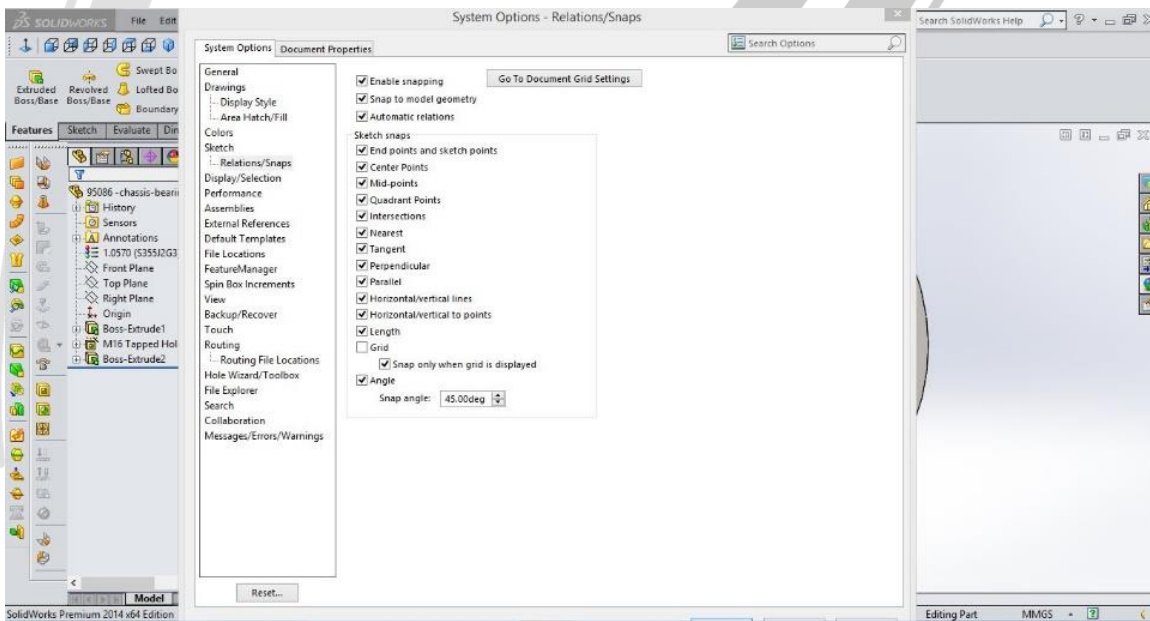 System Options - Relations/Snaps
SOLIDWORKS File Edit
Search SolidWorks Help
System Options Document Properties
Search Options
Swept Bo
Extruded Boss/Base
Revolved Boss/Base
Lofted Bo
Boundary
Features Sketch Evaluate Din
95086 -chassis-bearin
History
Sensors
Annotations
1.0570 (S355J2G3
Front Plane
Top Plane
Right Plane
Origin
Boss-Extrude1
M16 Tapped Hol
Boss-Extrude2
General
Drawings
Display Style
Area Hatch/Fill
Colors
Sketch
Relations/Snaps
Display/Selection
Performance
Assemblies
External References
Default Templates
File Locations
FeatureManager
Spin Box Increments
View
Backup/Recover
Touch
Routing
Routing File Locations
Hole Wizard/Toolbox
File Explorer
Search
Collaboration
Messages/Errors/Warnings
Enable snapping
Go To Document Grid Settings
Snap to model geometry
Automatic relations
Sketch snaps
End points and sketch points
Center Points
Mid-points
Quadrant Points
Intersections
Nearest
Tangent
Perpendicular
Parallel
Horizontal/vertical lines
Horizontal/vertical to points
Length
Grid
Snap only when grid is displayed
Angle
Snap angle: 45.00deg
Reset...
Model
SolidWorks Premium 2014 x64 Edition
Editing Part MMGS